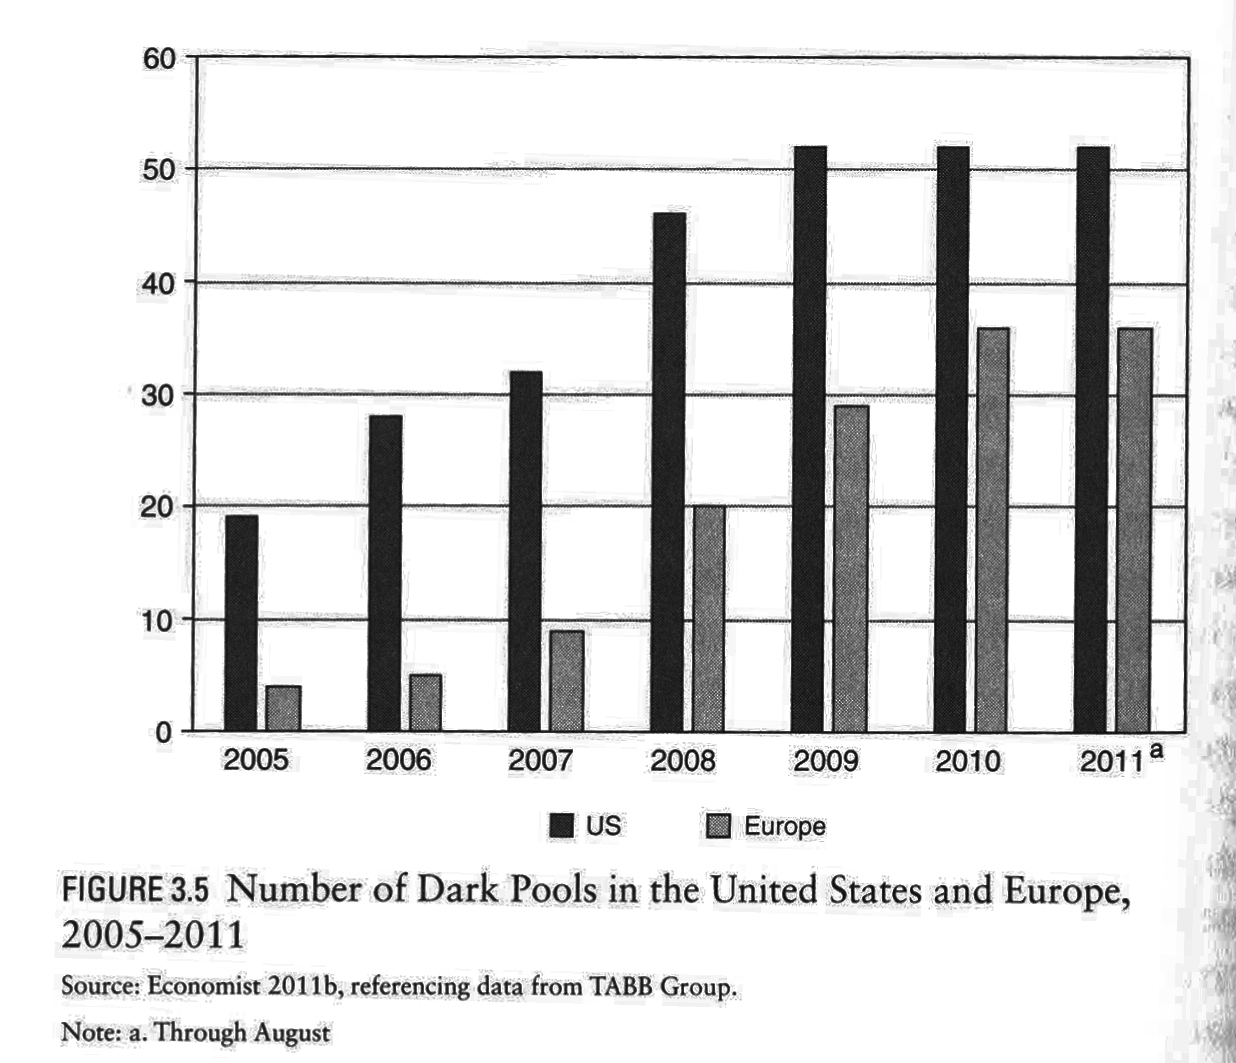 60
50
40
30
20
10
0
2005 2006 2007 2008 2009 2010 2011 a
US Europe
FIGURE 3.5 Number of Dark Pools in the United States and Europe,
2005–2011
Source: Economist 2011b, referencing data from TABB Group.
Note: a. Through August